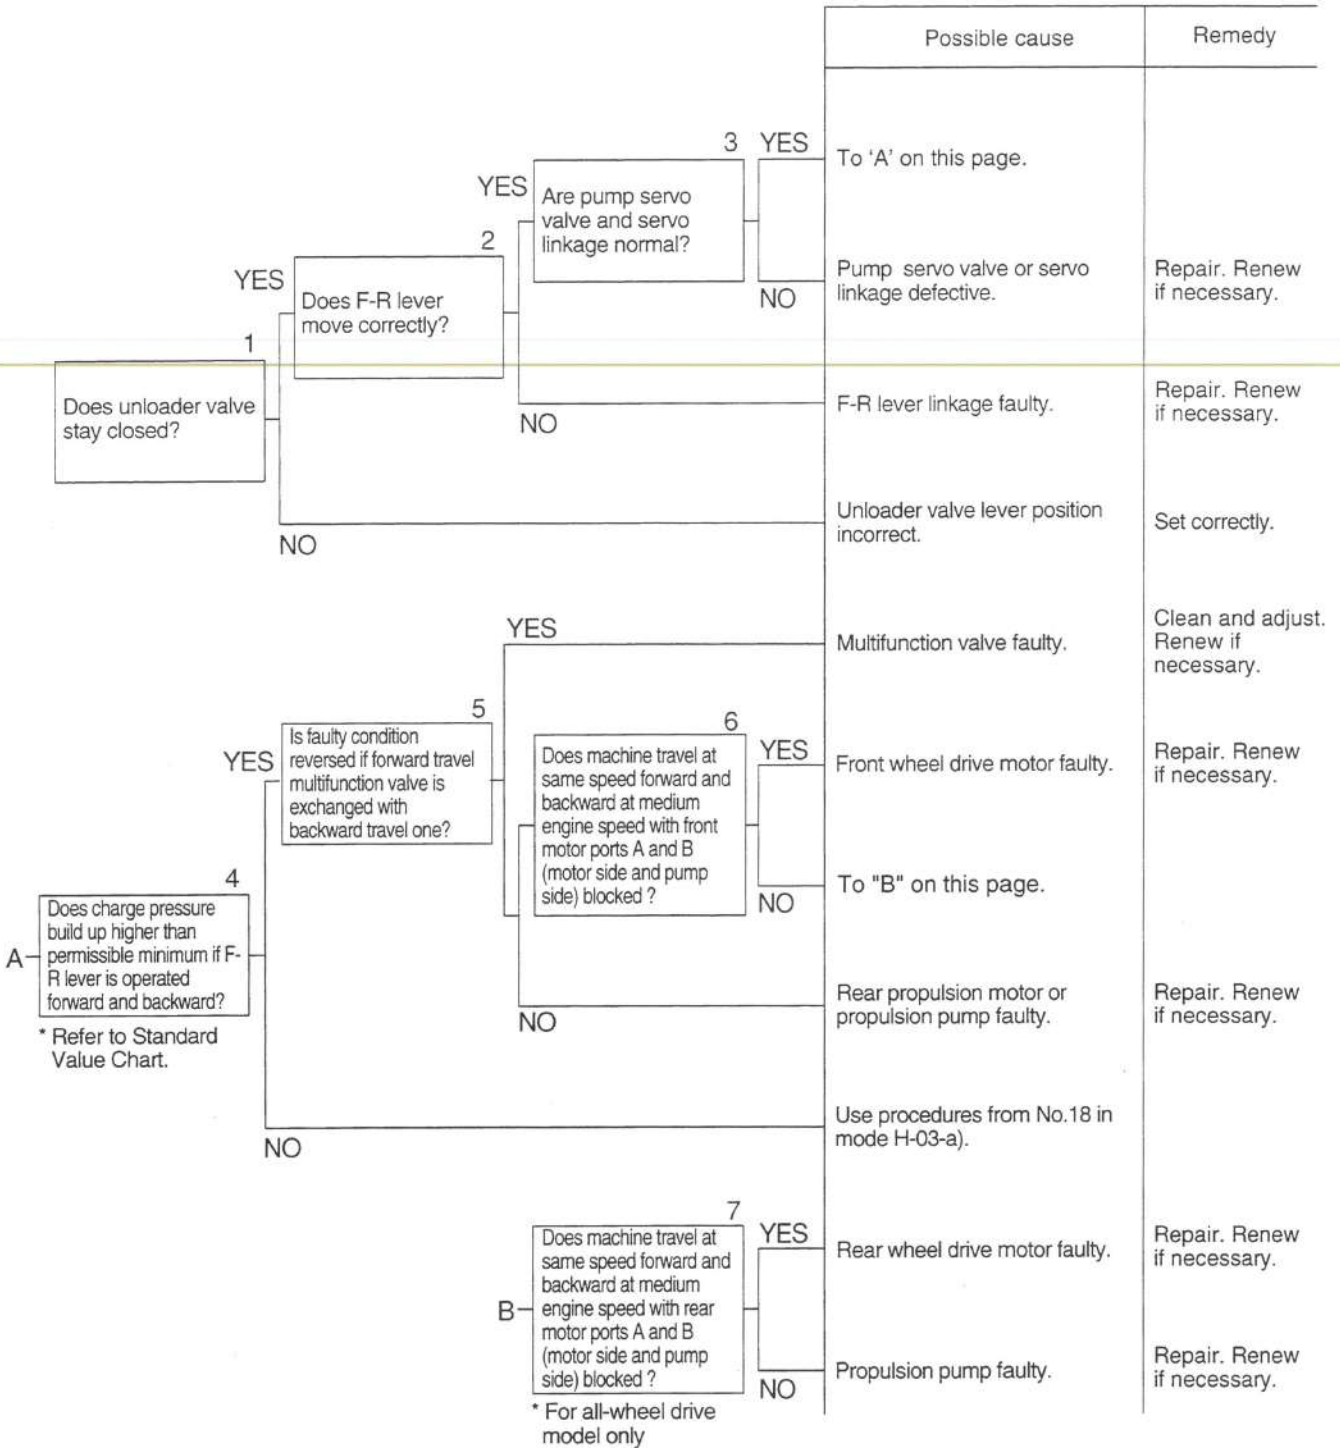 Possible cause
Remedy
3
YES
To ‘A’ on this page.
YES
Are pump servo
valve and servo
linkage normal?
2
YES
Does F-R lever
move correctly?
NO
Pump servo valve or servo
linkage defective.
Repair. Renew
if necessary.
1
Does unloader valve
stay closed?
NO
F-R lever linkage faulty.
Repair. Renew
if necessary.
NO
Unloader valve lever position
incorrect.
Set correctly.
YES
Multifunction valve faulty.
Clean and adjust.
Renew if
necessary.
5
YES
Is faulty condition
reversed if forward travel
multifunction valve is
exchanged with
backward travel one?
6
Does machine travel at
same speed forward and
backward at medium
engine speed with front
motor ports A and B
(motor side and pump
side) blocked ?
YES
Front wheel drive motor faulty.
Repair. Renew
if necessary.
NO
To "B" on this page.
4
A
Does charge pressure
build up higher than
permissible minimum if F-
R lever is operated
forward and backward?
* Refer to Standard
Value Chart.
NO
Rear propulsion motor or
propulsion pump faulty.
Repair. Renew
if necessary.
NO
Use procedures from No.18 in
mode H-03-a).
7
B
Does machine travel at
same speed forward and
backward at medium
engine speed with rear
motor ports A and B
(motor side and pump
side) blocked ?
* For all-wheel drive
model only
YES
Rear wheel drive motor faulty.
Repair. Renew
if necessary.
NO
Propulsion pump faulty.
Repair. Renew
if necessary.